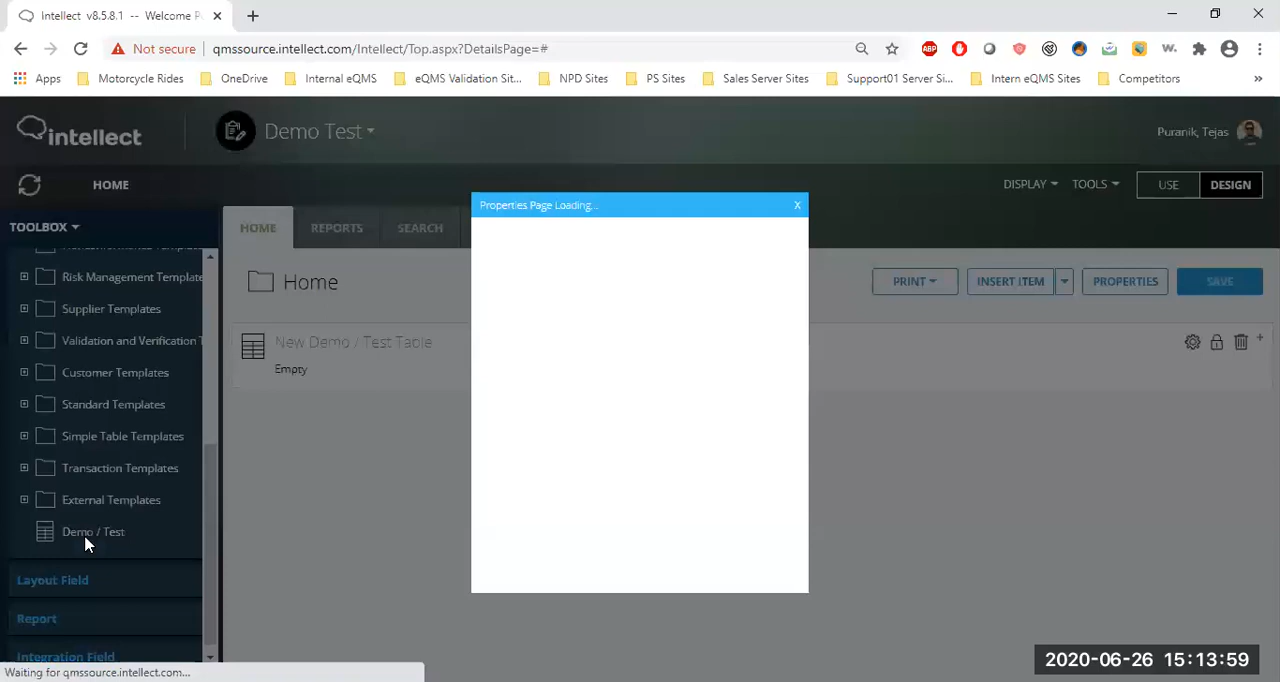 Intellect v8.5.8.1 -- Welcome P
Not secure
qmssource.intellect.com/Intellect/Top.aspx?DetailsPage=#
ABP
W.
Apps
Motorcycle Rides
OneDrive
Internal eQMS
eQMS Validation Sit...
NPD Sites
PS Sites
Sales Server Sites
Support01 Server Si...
Intern eQMS Sites
Competitors
intellect
Demo Test
Puranik, Tejas
HOME
DISPLAY
TOOLS
USE
DESIGN
TOOLBOX
HOME
REPORTS
SEARCH
Risk Management Template
Supplier Templates
Validation and Verification T
Customer Templates
Standard Templates
Simple Table Templates
Transaction Templates
External Templates
Demo / Test
Layout Field
Report
Integration Field
Home
PRINT
INSERT ITEM
PROPERTIES
SAVE
New Demo / Test Table
Empty
Properties Page Loading...
X
Waiting for qmssource.intellect.com...
2020-06-26 15:13:59